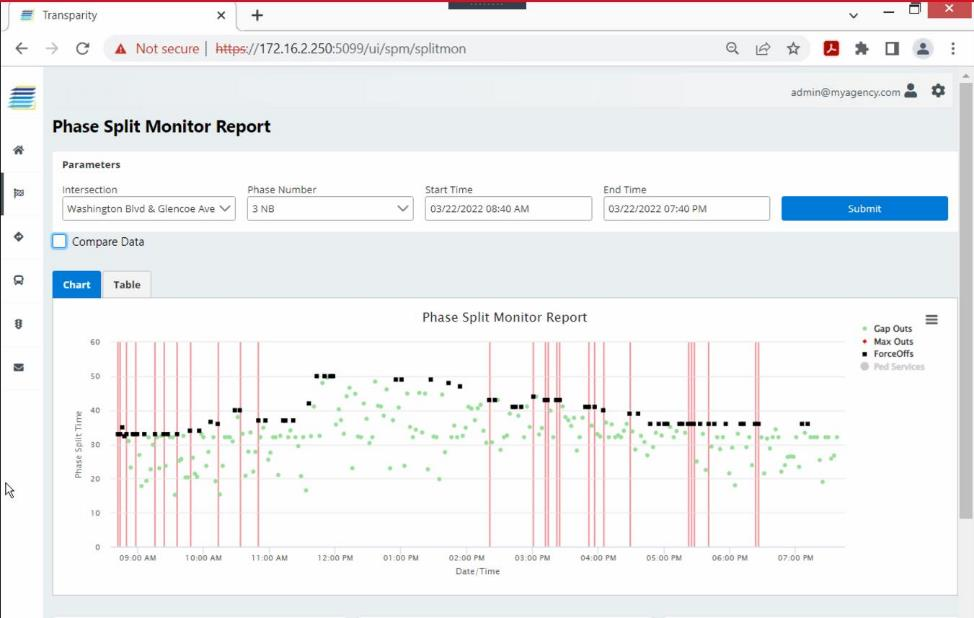 Transparity
Not secure | https://172.16.2.250:5099/ui/spm/splitmon
admin@myagency.com
Phase Split Monitor Report
Parameters
Intersection
Phase Number
Start Time
End Time
Washington Blvd & Glencoe Ave
3 NB
03/22/2022 08:40 AM
03/22/2022 07:40 PM
Submit
Compare Data
Chart
Table
Phase Split Monitor Report
Gap Outs
Max Outs
ForceOffs
Ped Services
Phase Split Time
60
50
40
30
20
10
0
09:00 AM
10:00 AM
11:00 AM
12:00 PM
01:00 PM
02:00 PM
03:00 PM
04:00 PM
05:00 PM
06:00 PM
07:00 PM
Date/Time